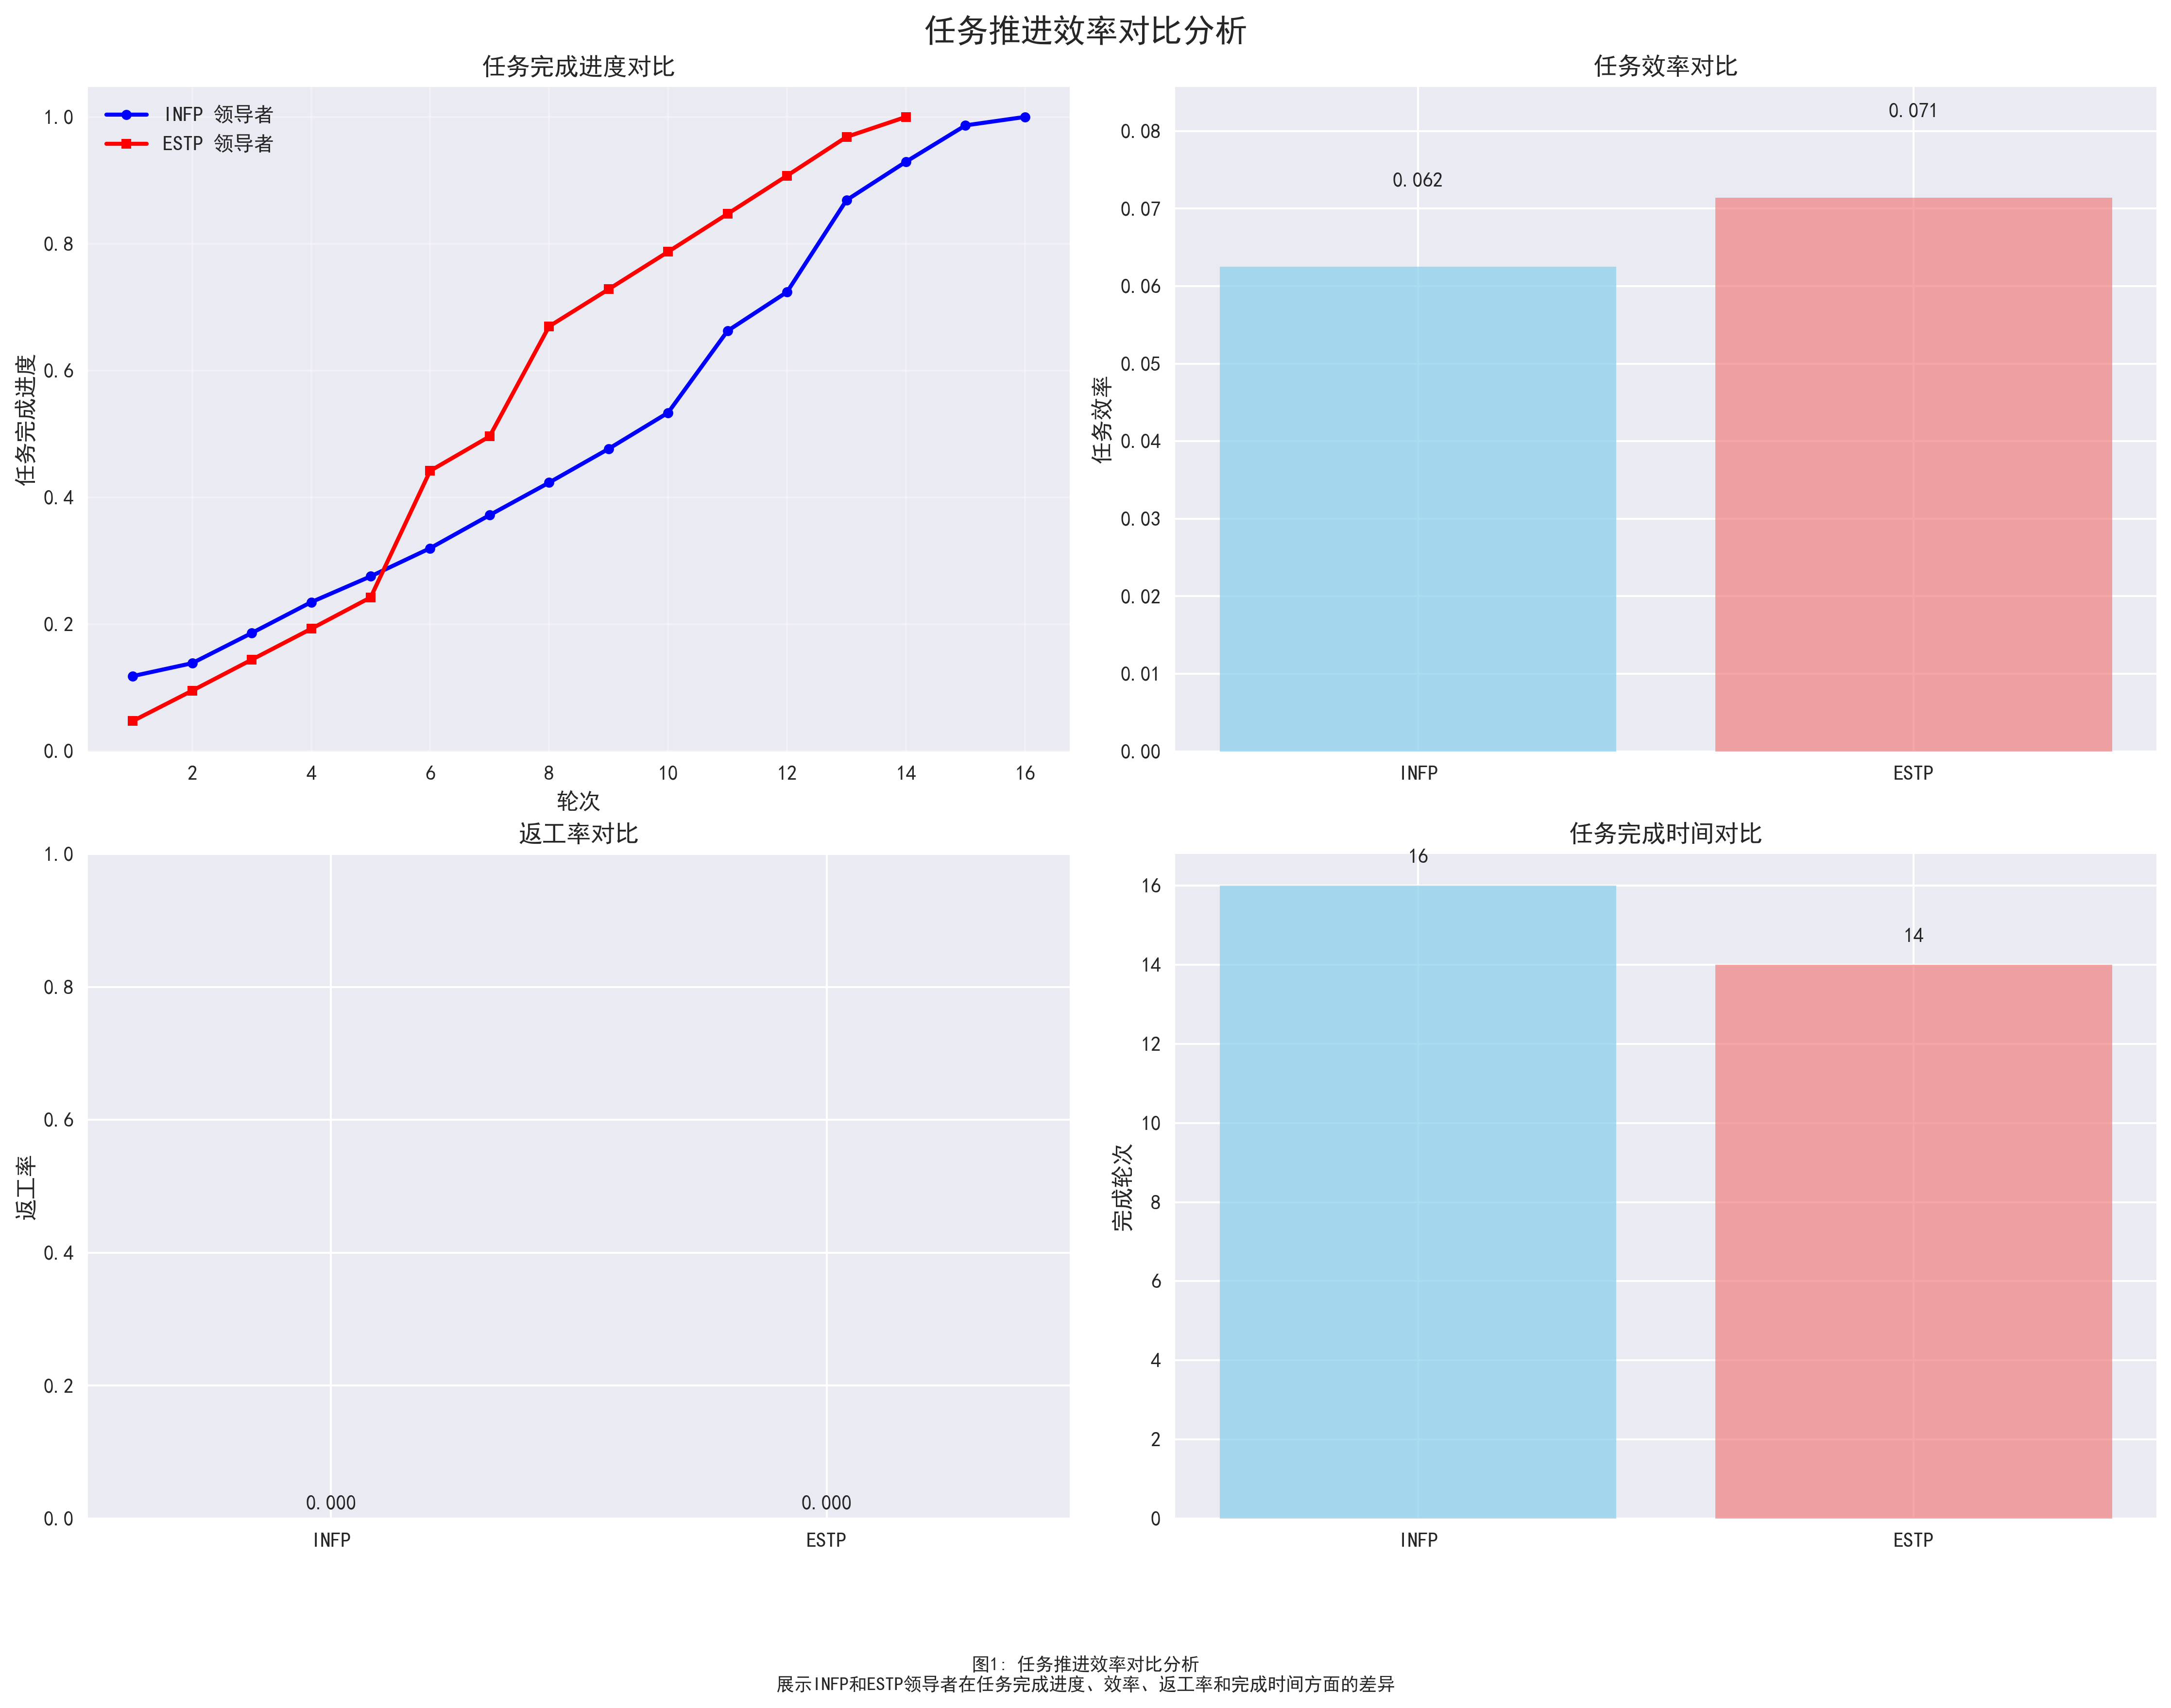 任务推进效率对比分析
任务完成进度对比
INFP 领导者
ESTP 领导者
任务完成进度
1.0
0.8
0.6
0.4
0.2
0.0
2 4 6 8 10 12 14 16
轮次
任务效率对比
任务效率
0.08
0.07
0.06
0.05
0.04
0.03
0.02
0.01
0.00
0.062
0.071
INFP ESTP
返工率对比
返工率
1.0
0.8
0.6
0.4
0.2
0.0
0.000 0.000
INFP ESTP
任务完成时间对比
完成轮次
16
14
12
10
8
6
4
2
0
16
14
INFP ESTP
图1: 任务推进效率对比分析
展示INFP和ESTP领导者在任务完成进度、效率、返工率和完成时间方面的差异